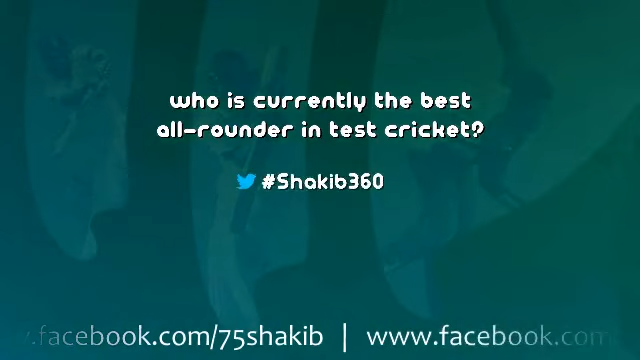 who is currently the best
all-rounder in test cricket?
#Shakib360
.facebook.com/75shakib | www.facebook.com